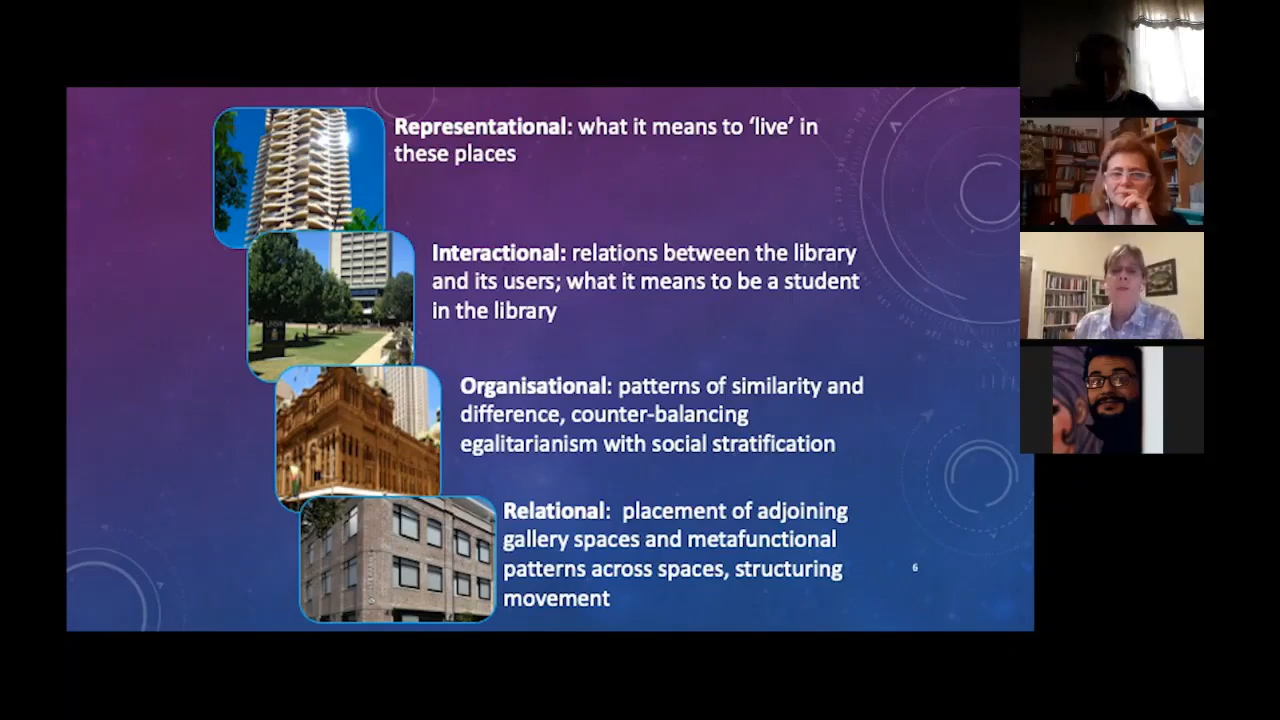 Representational: what it means to ‘live’ in
these places
Interactional: relations between the library
and its users; what it means to be a student
in the library
Organisational: patterns of similarity and
difference, counter-balancing
egalitarianism with social stratification
Relational:  placement of adjoining
gallery spaces and metafunctional
patterns across spaces, structuring
movement
6